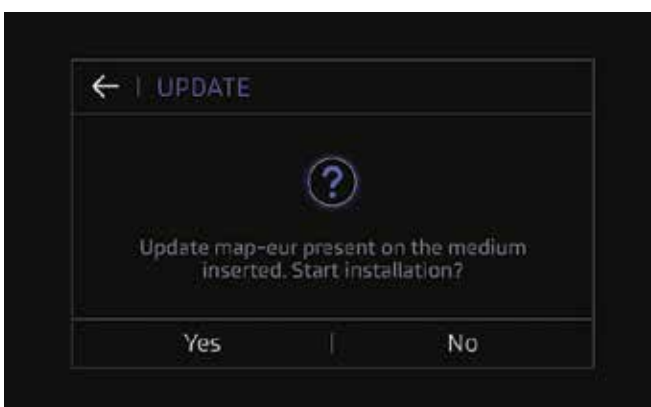 ← | UPDATE
?
Update map-eur present on the medium
inserted. Start installation?
Yes | No